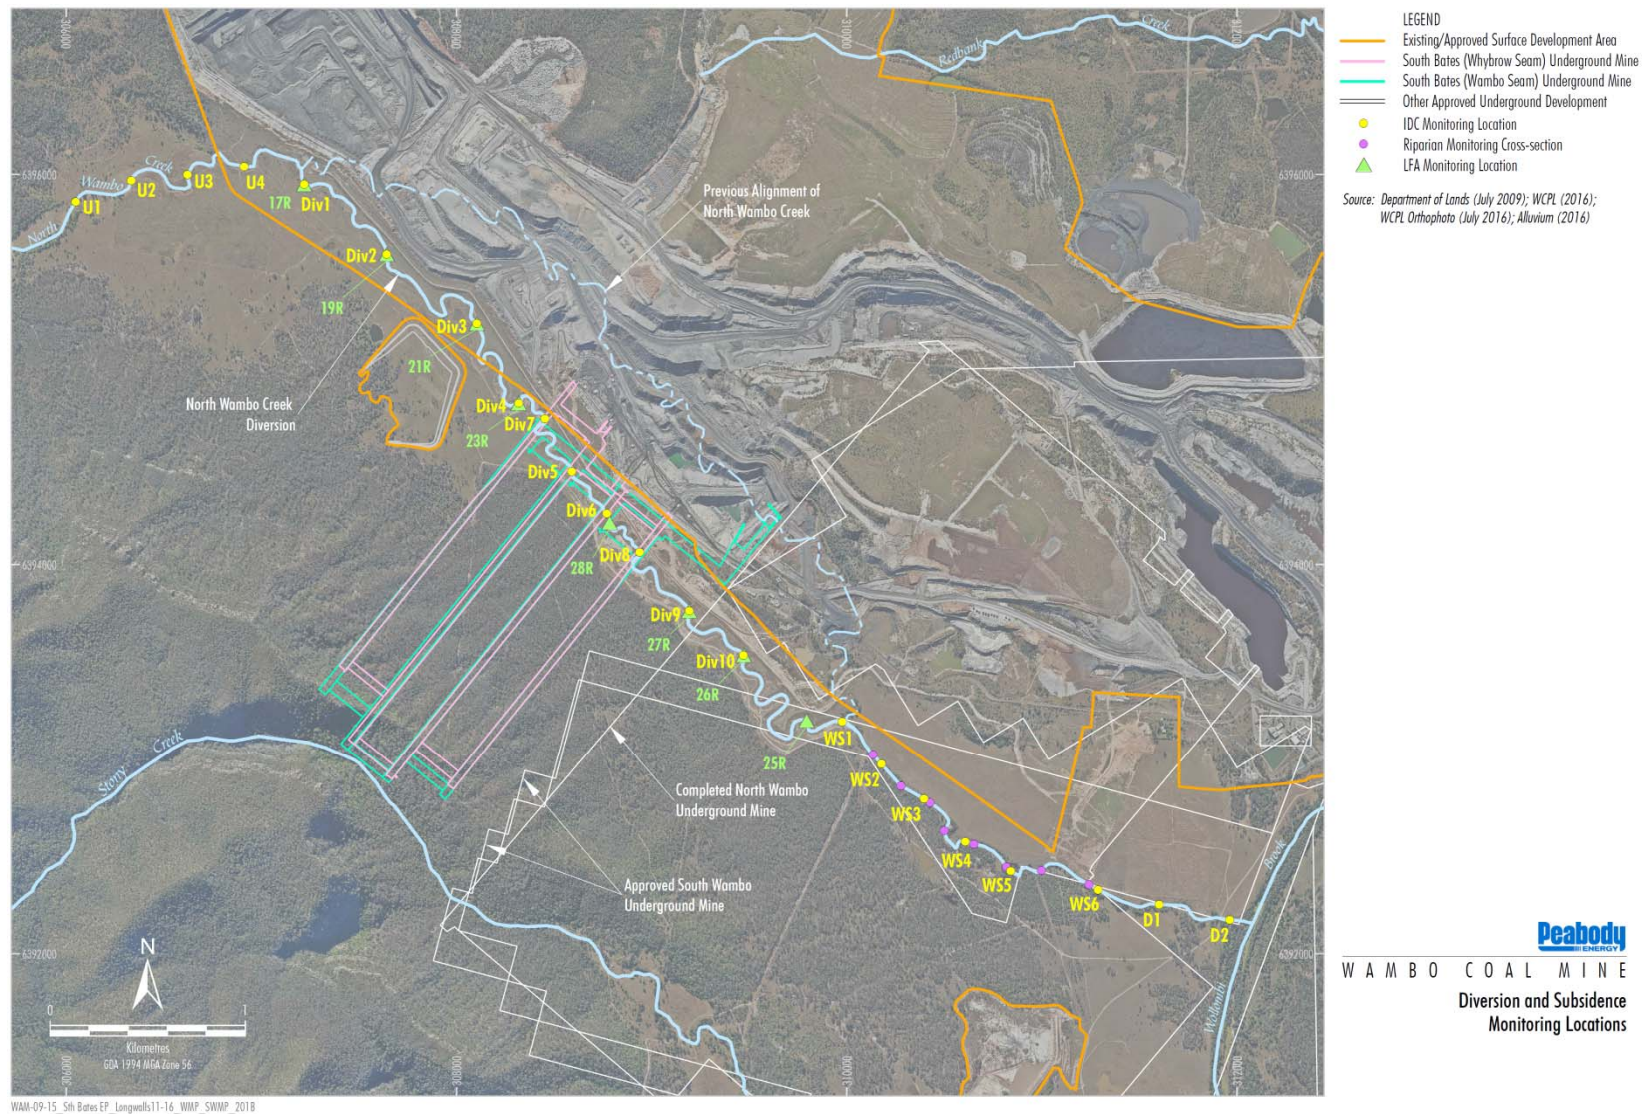 306000
308000
310000
312000
LEGEND
Existing/Approved Surface Development Area
South Bates (Whybrow Seam) Underground Mine
South Bates (Wambo Seam) Underground Mine
Other Approved Underground Development
IDC Monitoring Location
Riparian Monitoring Cross-section
LFA Monitoring Location
Source: Department of Lands (July 2009); WCPL (2016);
WCPL Orthophoto (July 2016); Alluvium (2016)
Redbank Creek
6396000
6396000
North Wambo Creek
U1
U2
U3
U4
17R
Div1
Previous Alignment of
North Wambo Creek
Div2
19R
Div3
21R
North Wambo Creek
Diversion
Div4
Div7
23R
Div5
Div6
Div8
28R
6394000
6394000
Div9
27R
Div10
26R
WS1
25R
Stony Creek
WS2
Completed North Wambo
Underground Mine
WS3
WS4
WS5
WS6
Approved South Wambo
Underground Mine
D1
D2
Wollombi Brook
6392000
6392000
N
0
1
Kilometres
GDA 1994 MGA Zone 56
306000
308000
310000
312000
Peabody
ENERGY
WAMBO COAL MINE
Diversion and Subsidence
Monitoring Locations
WAM-09-15_Sth Bates EP_Longwalls11-16_WMP_SWMP_201B